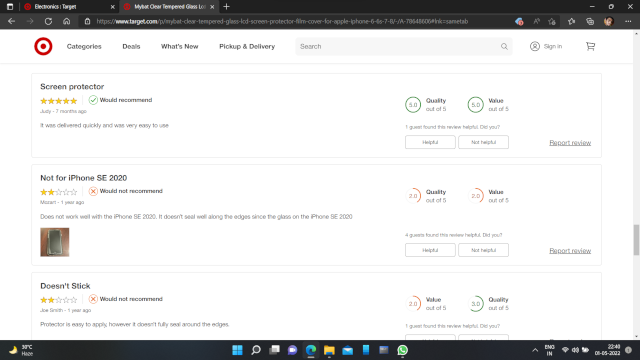 Electronics : Target
Mybat Clear Tempered Glass Lcd
https://www.target.com/p/mybat-clear-tempered-glass-lcd-screen-protector-film-cover-for-apple-iphone-6-6s-7-8/-/A-78648606#lnk=sametab
Categories
Deals
What's New
Pickup & Delivery
Search
Sign in
Screen protector
Would recommend
Judy - 7 months ago
It was delivered quickly and was very easy to use
5.0
Quality
out of 5
5.0
Value
out of 5
1 guest found this review helpful. Did you?
Helpful
Not helpful
Report review
Not for iPhone SE 2020
Would not recommend
Mozart - 1 year ago
Does not work well with the iPhone SE 2020. It doesn't seal well along the edges since the glass on the iPhone SE 2020
2.0
Quality
out of 5
2.0
Value
out of 5
4 guests found this review helpful. Did you?
Helpful
Not helpful
Report review
Doesn't Stick
Would not recommend
Joe Smith - 1 year ago
Protector is easy to apply, however it doesn't fully seal around the edges.
2.0
Value
out of 5
3.0
Quality
out of 5
1 guest found this review helpful. Did you?
30°C
Haze
ENG
IN
22:40
01-05-2022